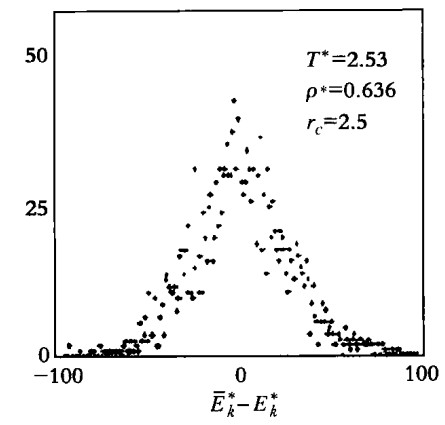 50
T*=2.53
ρ*=0.636
r_c=2.5
25
0
−100 0 100
Ē*_k−E*_k